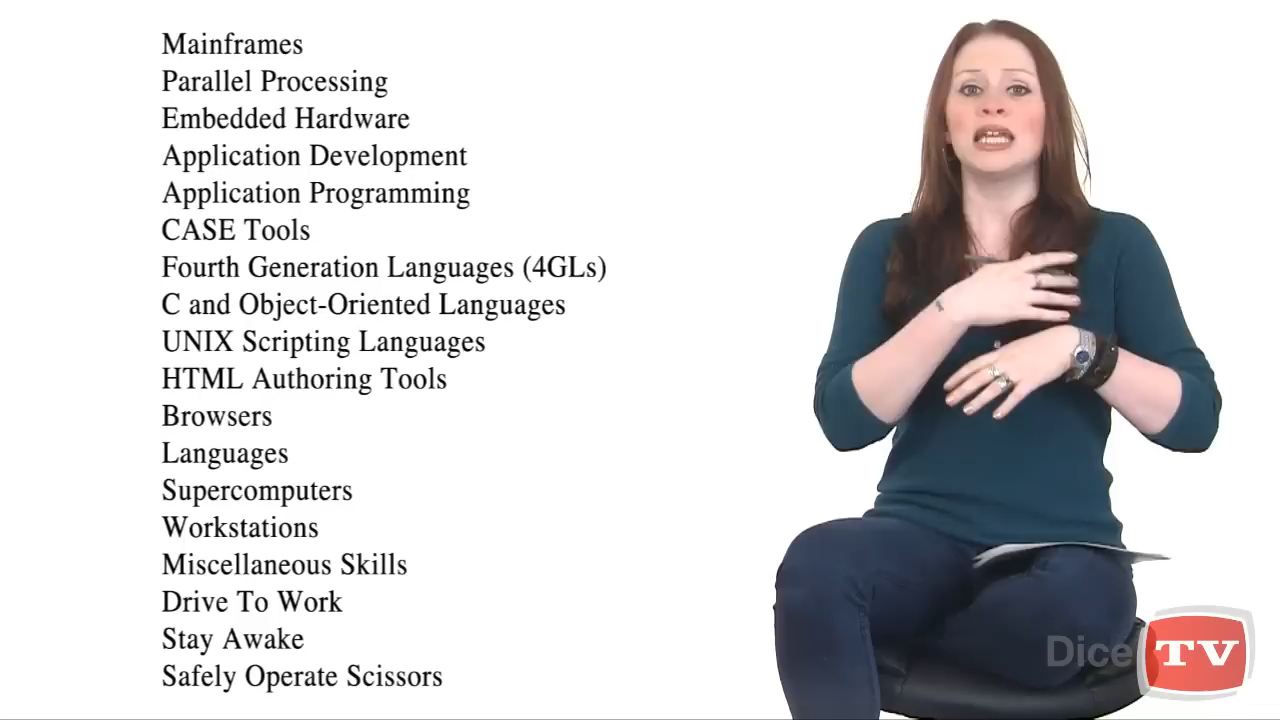 Mainframes
Parallel Processing
Embedded Hardware
Application Development
Application Programming
CASE Tools
Fourth Generation Languages (4GLs)
C and Object-Oriented Languages
UNIX Scripting Languages
HTML Authoring Tools
Browsers
Languages
Supercomputers
Workstations
Miscellaneous Skills
Drive To Work
Stay Awake
Safely Operate Scissors
Dice TV